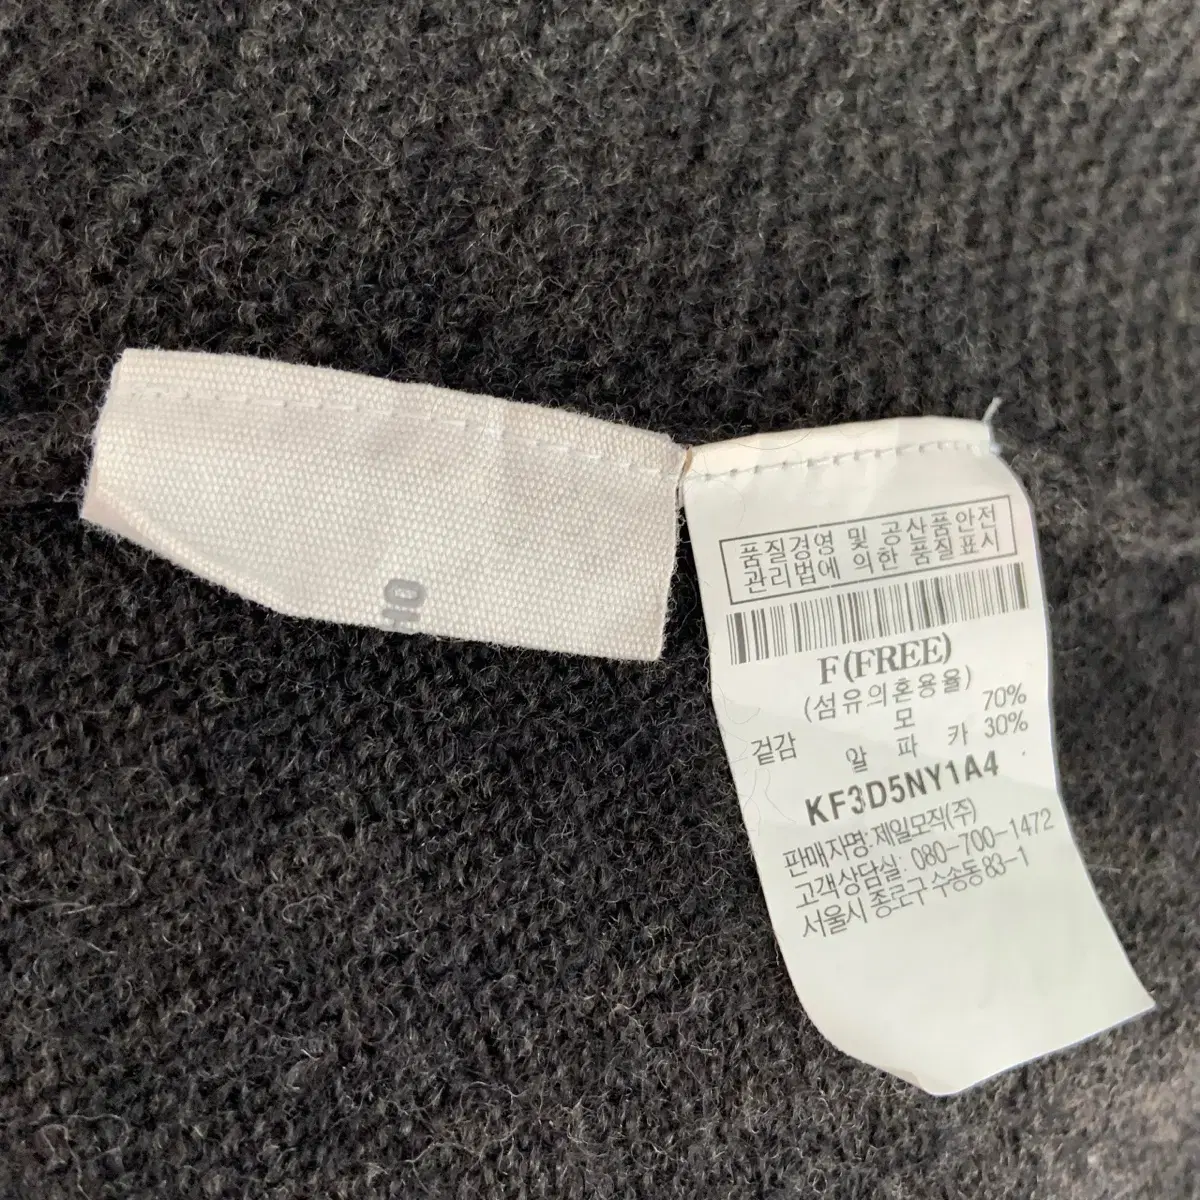 품질경영 및 공산품안전
관리법에 의한 품질표시
F(FREE)
(섬유의혼용율)
겉감 모 70%
알 파 카 30%
KF3D5NY1A4
판매자명: 제일모직(주)
고객상담실: 080-700-1472
서울시 종로구 수송동 83-1